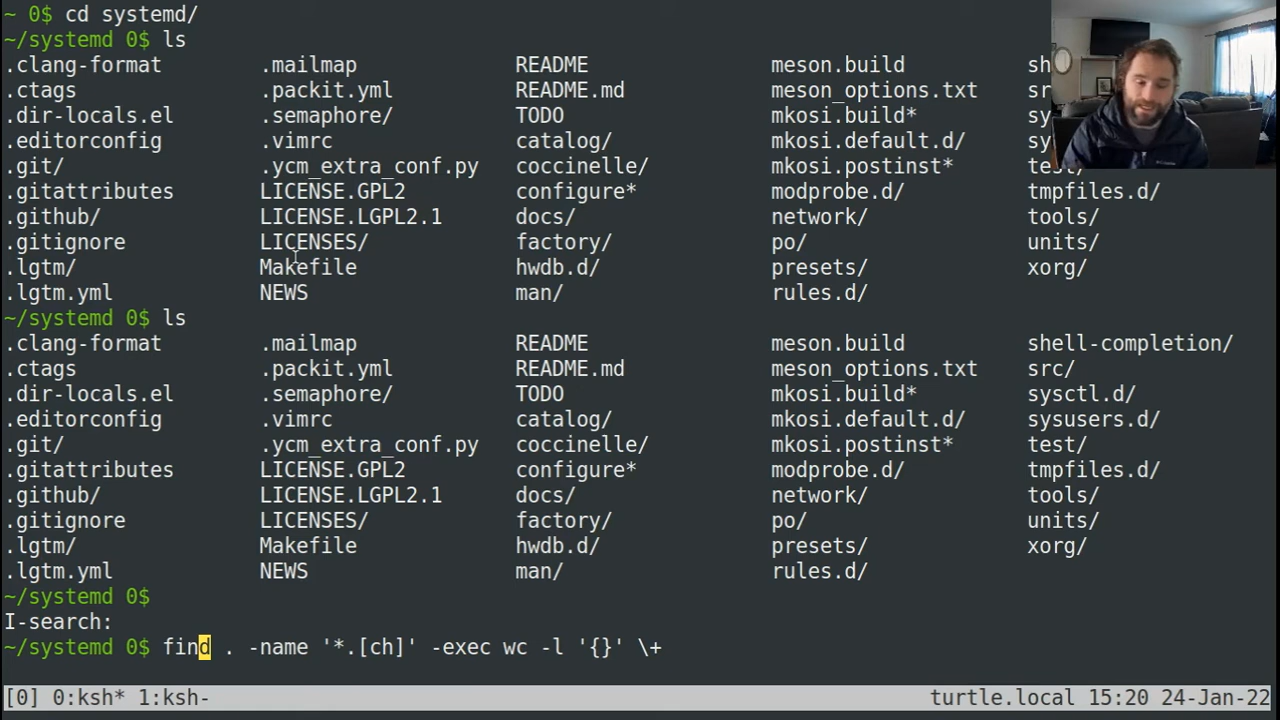 ~ 0$ cd systemd/
~/systemd 0$ ls
.clang-format .mailmap README meson.build sh
.ctags .packit.yml README.md meson_options.txt sr
.dir-locals.el .semaphore/ TODO mkosi.build* sy
.editorconfig .vimrc catalog/ mkosi.default.d/ sy
.git/ .ycm_extra_conf.py coccinelle/ mkosi.postinst* test/
.gitattributes LICENSE.GPL2 configure* modprobe.d/ tmpfiles.d/
.github/ LICENSE.LGPL2.1 docs/ network/ tools/
.gitignore LICENSES/ factory/ po/ units/
.lgtm/ Makefile hwdb.d/ presets/ xorg/
.lgtm.yml NEWS man/ rules.d/
~/systemd 0$ ls
.clang-format .mailmap README meson.build shell-completion/
.ctags .packit.yml README.md meson_options.txt src/
.dir-locals.el .semaphore/ TODO mkosi.build* sysctl.d/
.editorconfig .vimrc catalog/ mkosi.default.d/ sysusers.d/
.git/ .ycm_extra_conf.py coccinelle/ mkosi.postinst* test/
.gitattributes LICENSE.GPL2 configure* modprobe.d/ tmpfiles.d/
.github/ LICENSE.LGPL2.1 docs/ network/ tools/
.gitignore LICENSES/ factory/ po/ units/
.lgtm/ Makefile hwdb.d/ presets/ xorg/
.lgtm.yml NEWS man/ rules.d/
~/systemd 0$
I-search:
~/systemd 0$ find . -name '*.[ch]' -exec wc -l '{}' \+
[0] 0:ksh* 1:ksh- turtle.local 15:20 24-Jan-22